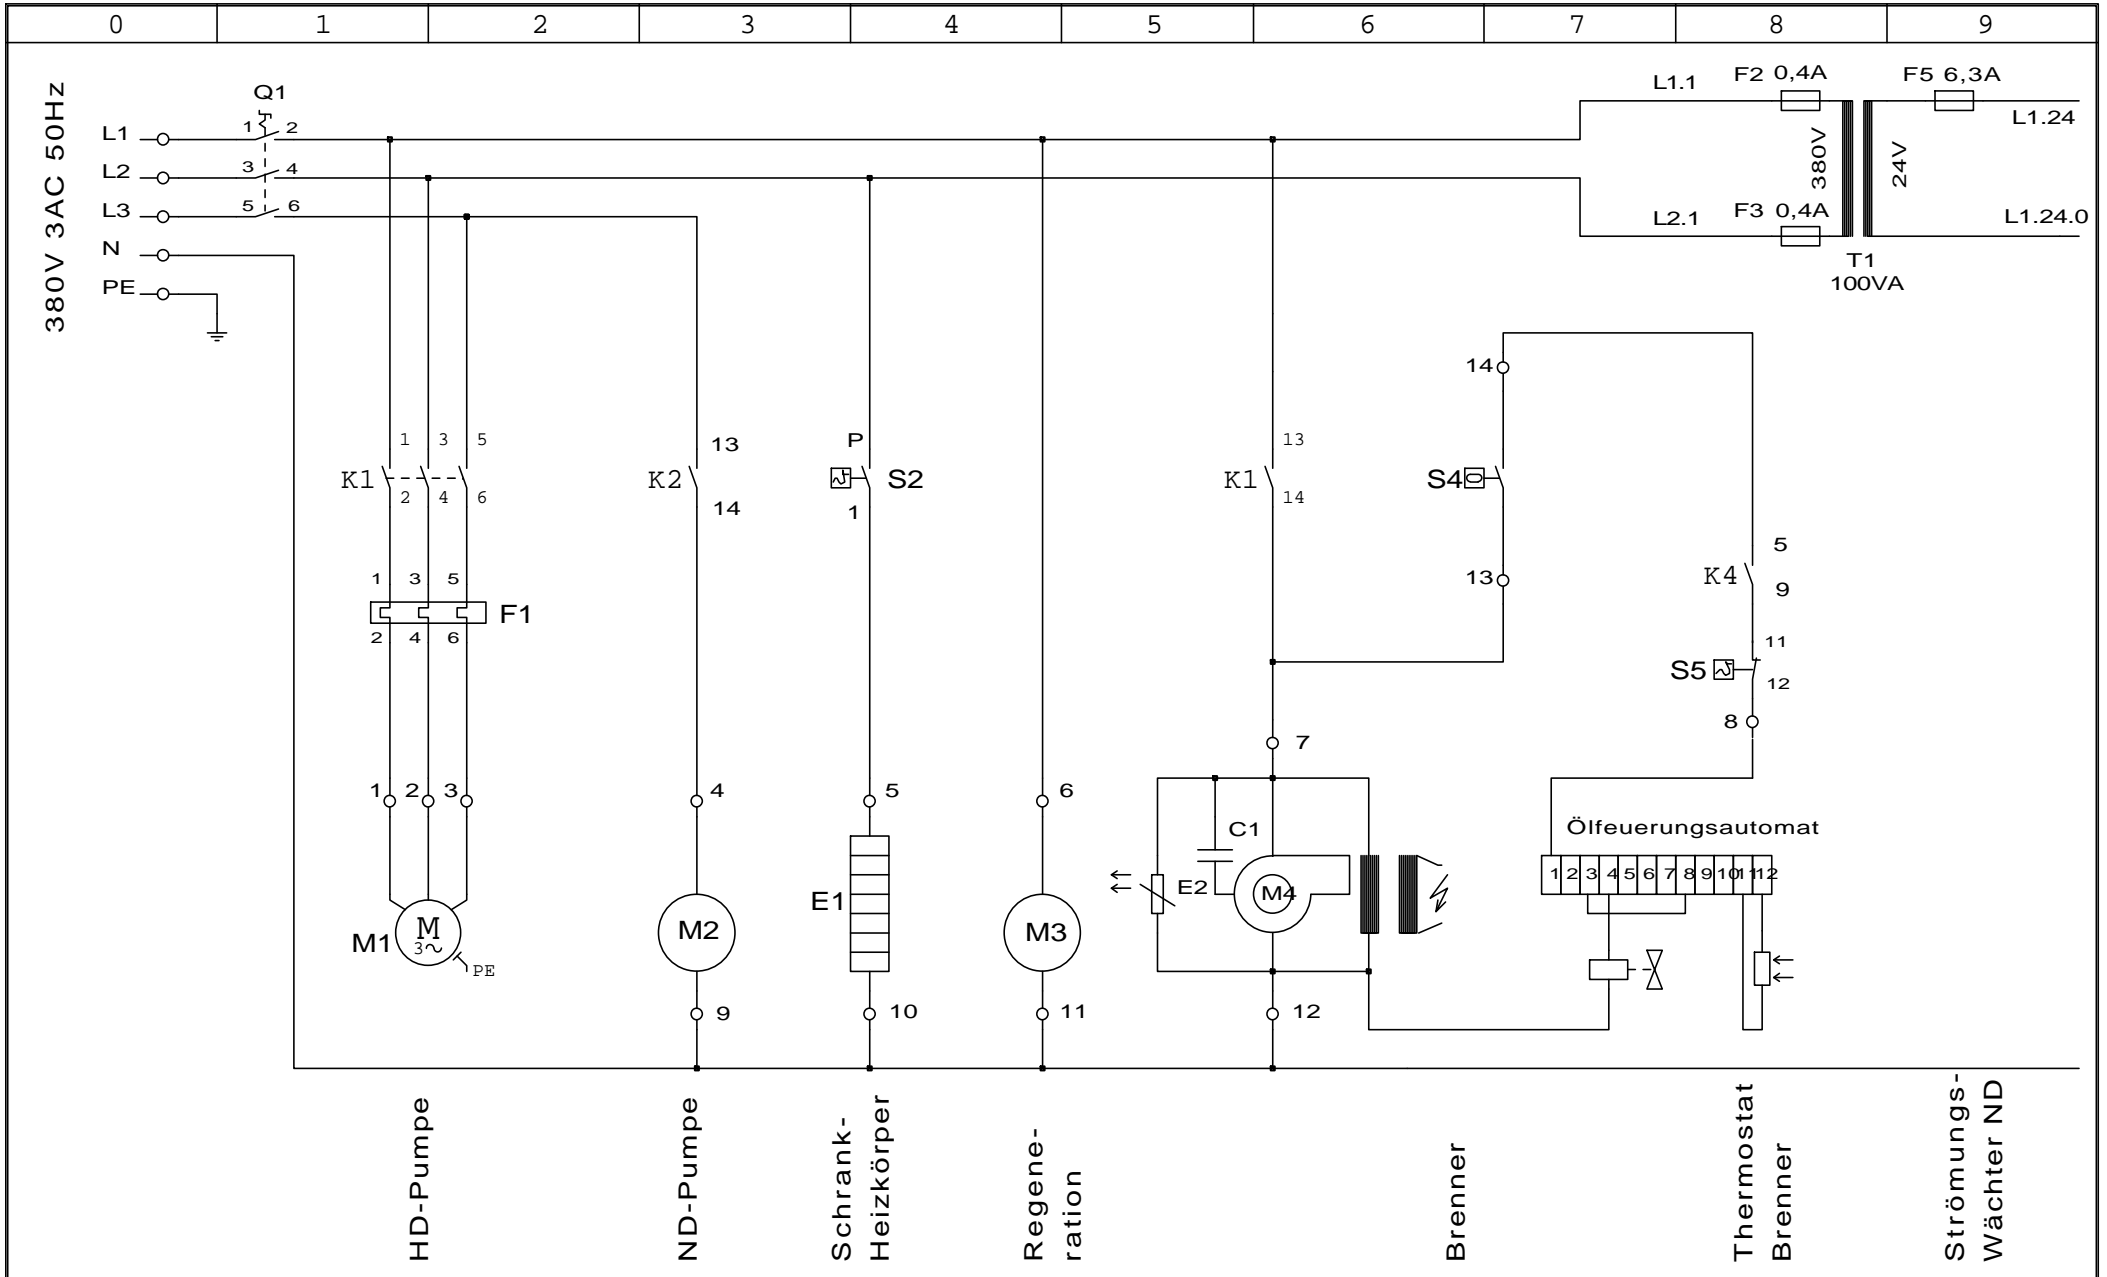 0 1 2 3 4 5 6 7 8 9
380V 3AC 50Hz
Q1
L1 1 2
L2 3 4
L3 5 6
N
PE
L1.1 F2 0,4A F5 6,3A
L1.24
380V 24V
L2.1 F3 0,4A L1.24.0
T1
100VA
14
1 3 5 13 P 13
K1 K2 S2 K1 S4
2 4 6 14 1 14
5
K4
9
1 3 5 13
F1
2 4 6
11
S5
12
8
7
1 2 3 4 5 6
C1
Ölfeuerungsautomat
1 2 3 4 5 6 7 8 9 10 11 12
E2 M4
E1
M1 M 3~ PE
M2
M3
9 10 11 12
HD-Pumpe
ND-Pumpe
Schrank-
Heizkörper
Regene-
ration
Brenner
Thermostat
Brenner
Strömungs-
Wächter ND